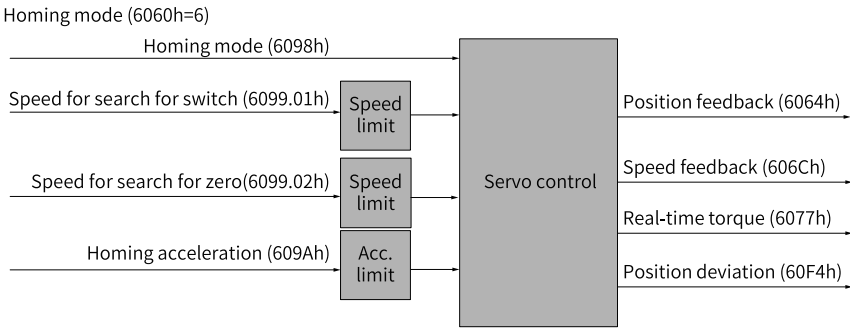 Homing mode (6060h=6)
Homing mode (6098h)
Speed for search for switch (6099.01h)
Speed
limit
Position feedback (6064h)
Speed for search for zero(6099.02h)
Speed
limit
Servo control
Speed feedback (606Ch)
Real-time torque (6077h)
Homing acceleration (609Ah)
Acc.
limit
Position deviation (60F4h)